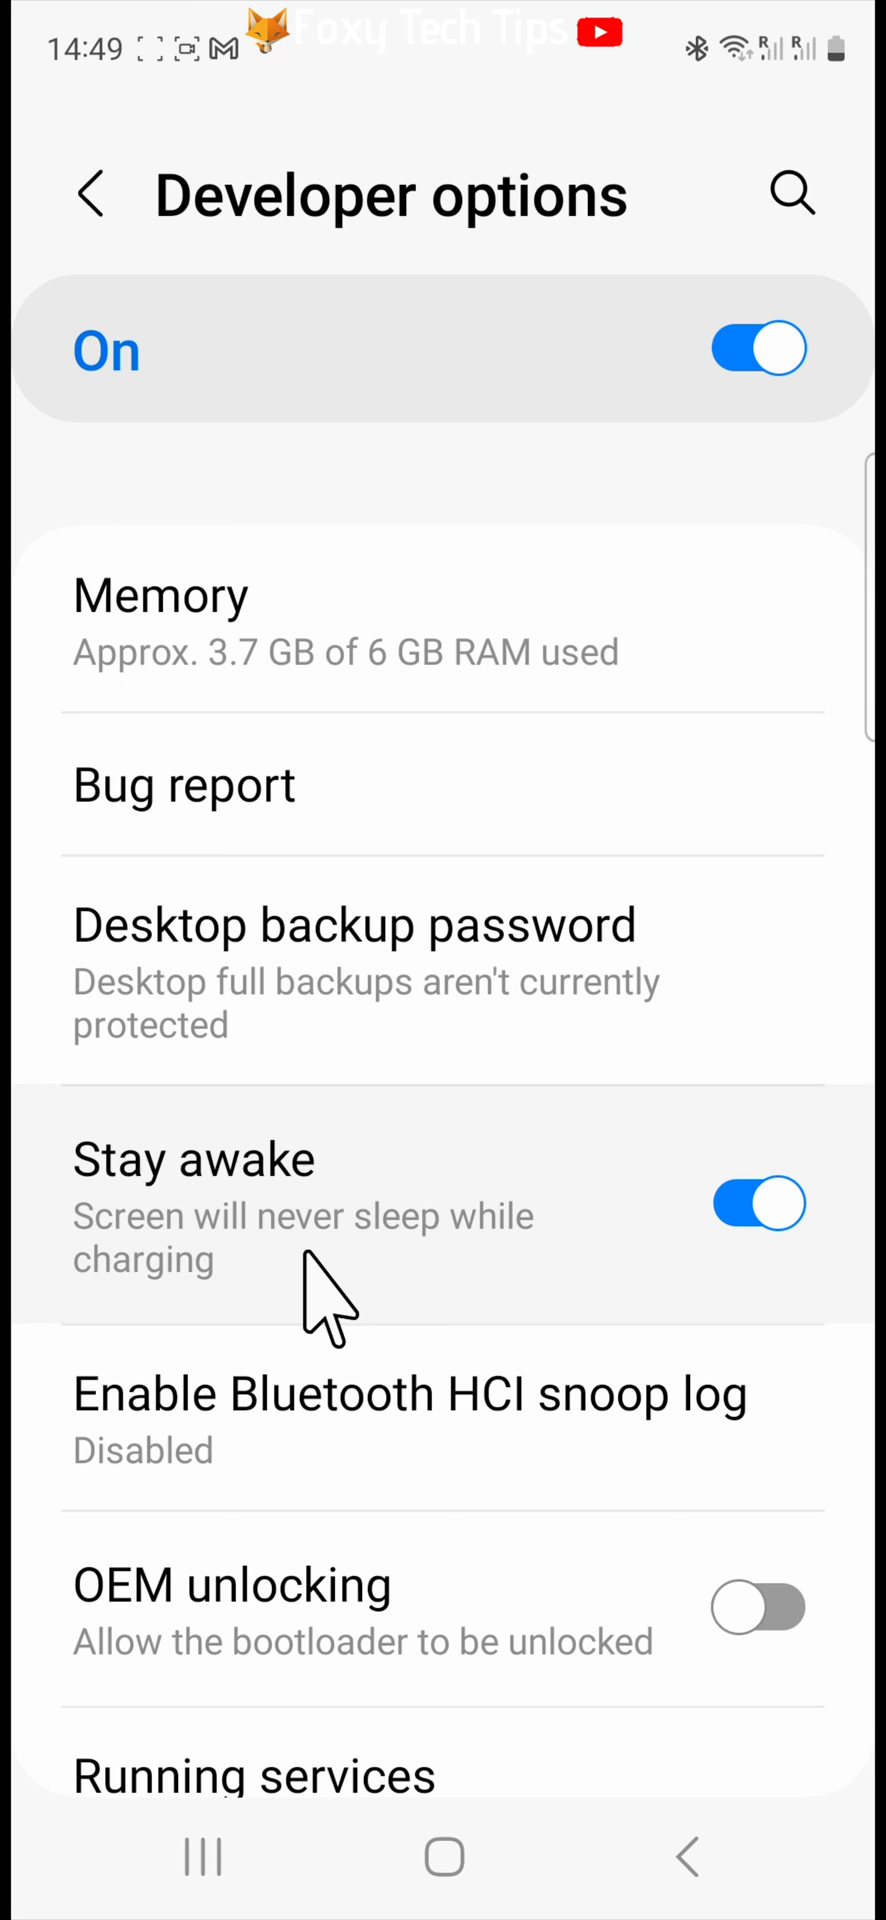 14:49
Foxy Tech Tips
R R
Developer options
On
Memory
Approx. 3.7 GB of 6 GB RAM used
Bug report
Desktop backup password
Desktop full backups aren't currently
protected
Stay awake
Screen will never sleep while
charging
Enable Bluetooth HCI snoop log
Disabled
OEM unlocking
Allow the bootloader to be unlocked
Running services